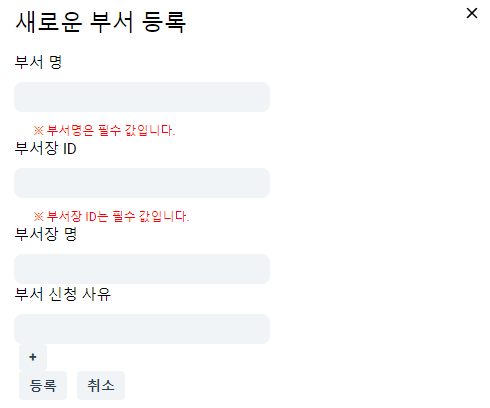 새로운 부서 등록
×
부서 명
※ 부서명은 필수 값입니다.
부서장 ID
※ 부서장 ID는 필수 값입니다.
부서장 명
부서 신청 사유
+
등록 취소